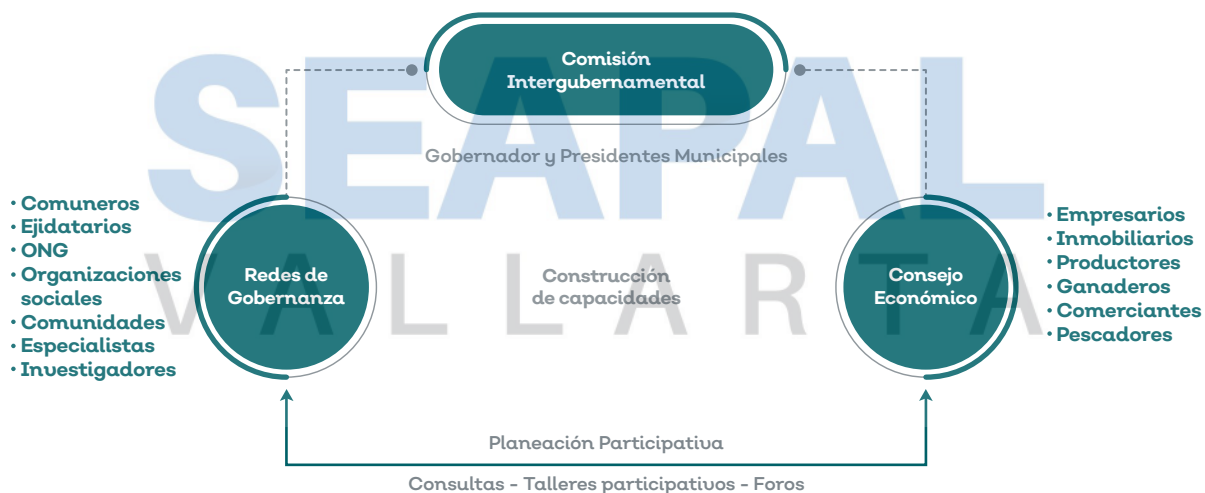 Comisión
Intergubernamental
Gobernador y Presidentes Municipales
SEAPAL
VALLARTA
• Comuneros
• Ejidatarios
• ONG
• Organizaciones
sociales
• Comunidades
• Especialistas
• Investigadores
Redes de
Gobernanza
Construcción
de capacidades
Consejo
Económico
• Empresarios
• Inmobiliarios
• Productores
• Ganaderos
• Comerciantes
• Pescadores
Planeación Participativa
Consultas - Talleres participativos - Foros